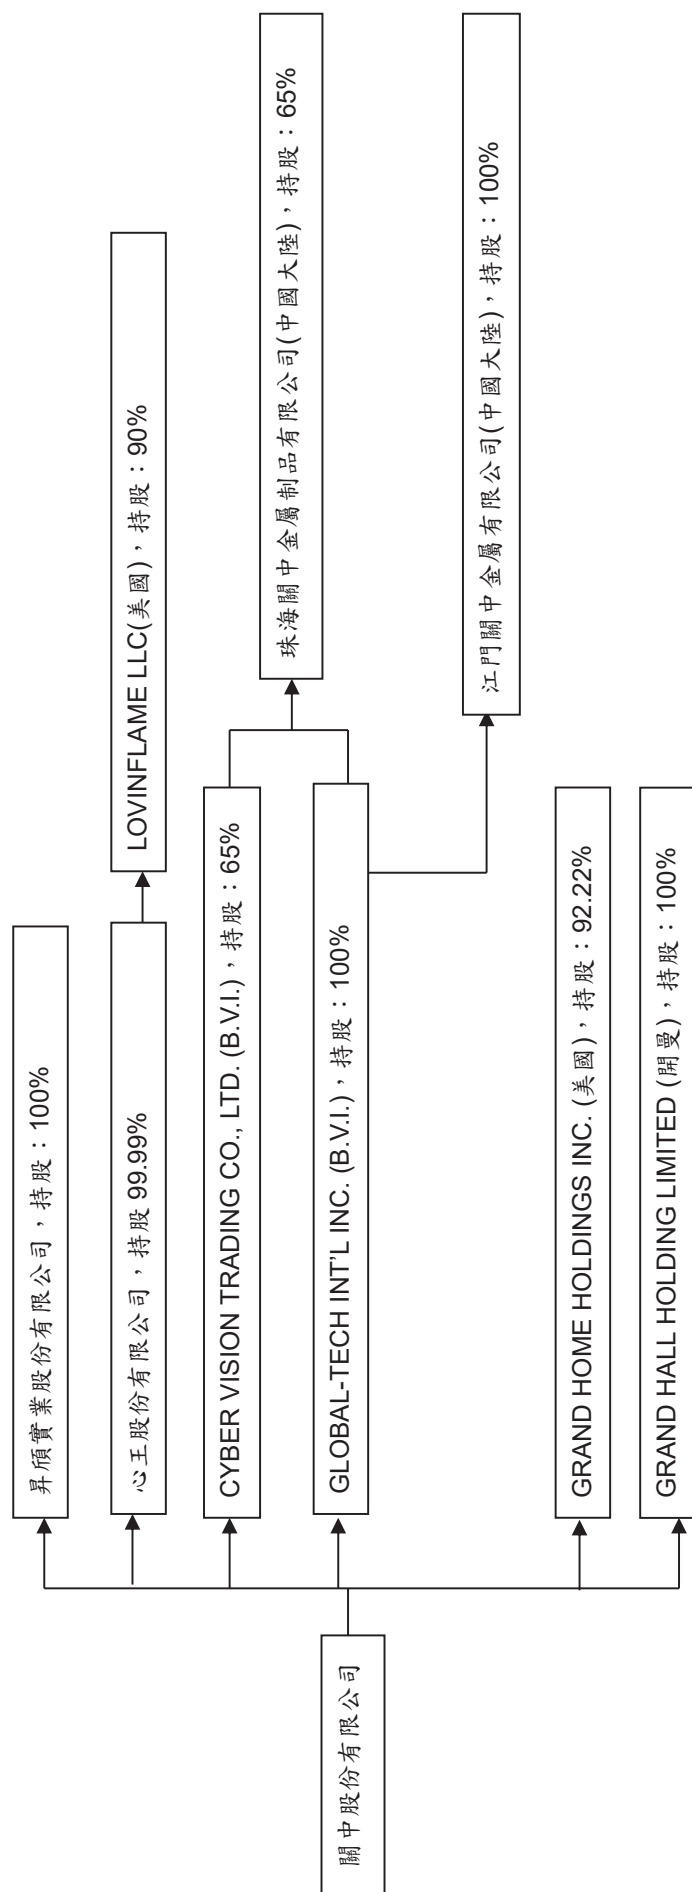 關中股份有限公司
昇頎實業股份有限公司，持股：100%
心王股份有限公司，持股 99.99%
LOVINFLAME LLC(美國)，持股：90%
CYBER VISION TRADING CO., LTD. (B.V.I.)，持股：65%
珠海關中金屬制品有限公司(中國大陸)，持股：65%
GLOBAL-TECH INT'L INC. (B.V.I.)，持股：100%
江門關中金屬有限公司(中國大陸)，持股：100%
GRAND HOME HOLDINGS INC. (美國)，持股：92.22%
GRAND HALL HOLDING LIMITED (開曼)，持股：100%